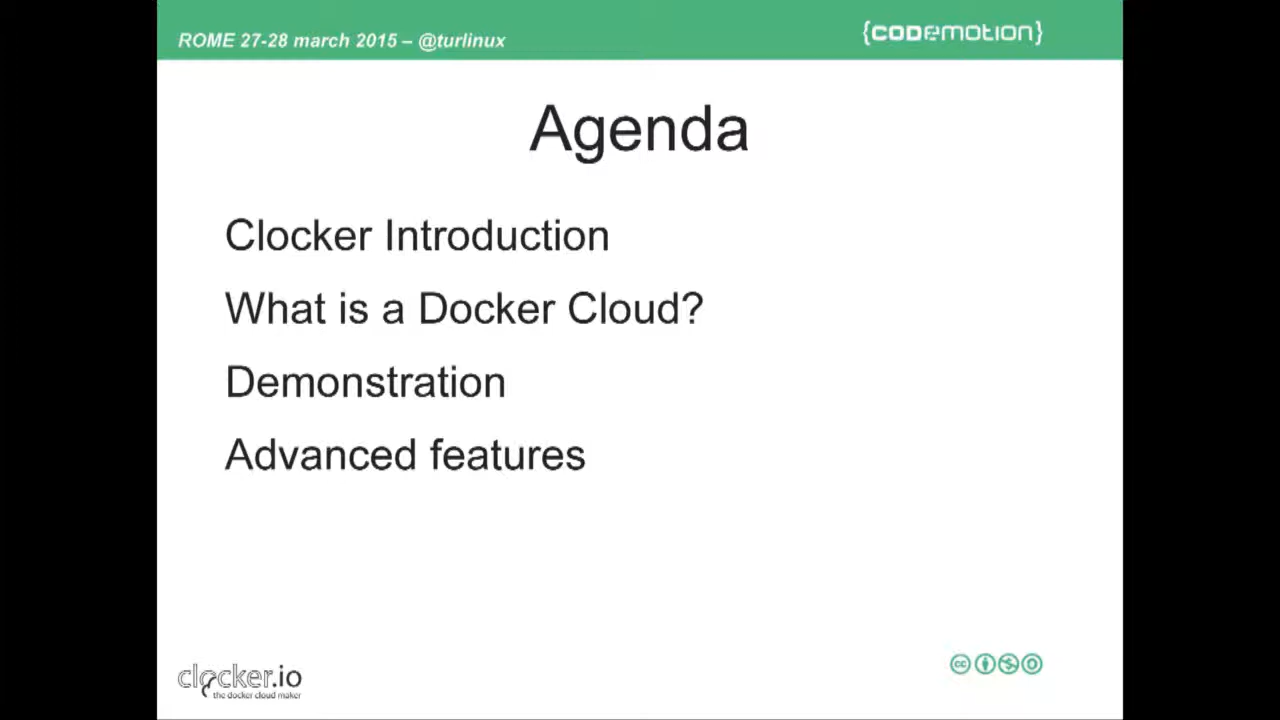 ROME 27-28 march 2015 – @turlinux
{CODEMOTION}
Agenda
Clocker Introduction
What is a Docker Cloud?
Demonstration
Advanced features
clocker.io
the docker cloud maker
cc